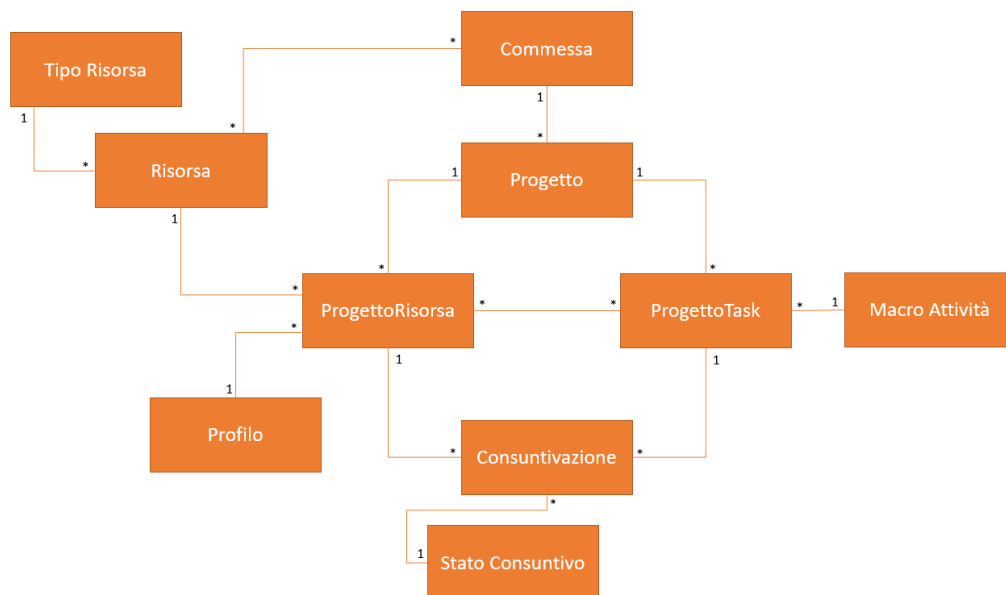 Commessa
Tipo Risorsa
*
1
1
*
*
*
Risorsa
*
Progetto
1
1
1
*
*
*
ProgettoRisorsa
*
*
ProgettoTask
*
1
Macro Attività
*
1
1
1
Profilo
*
Consuntivazione
*
*
1
Stato Consuntivo